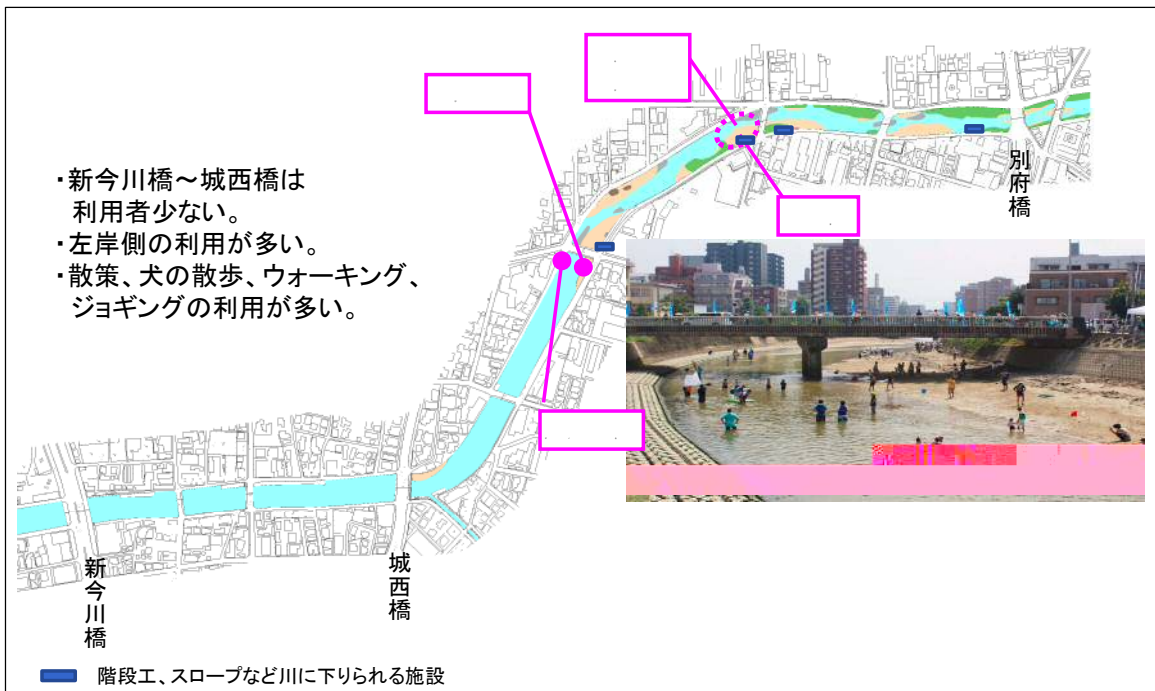 ・新今川橋～城西橋は
利用者少ない。
・左岸側の利用が多い。
・散策、犬の散歩、ウォーキング、
ジョギングの利用が多い。
別府橋
城西橋
新今川橋
階段工、スロープなど川に下りられる施設